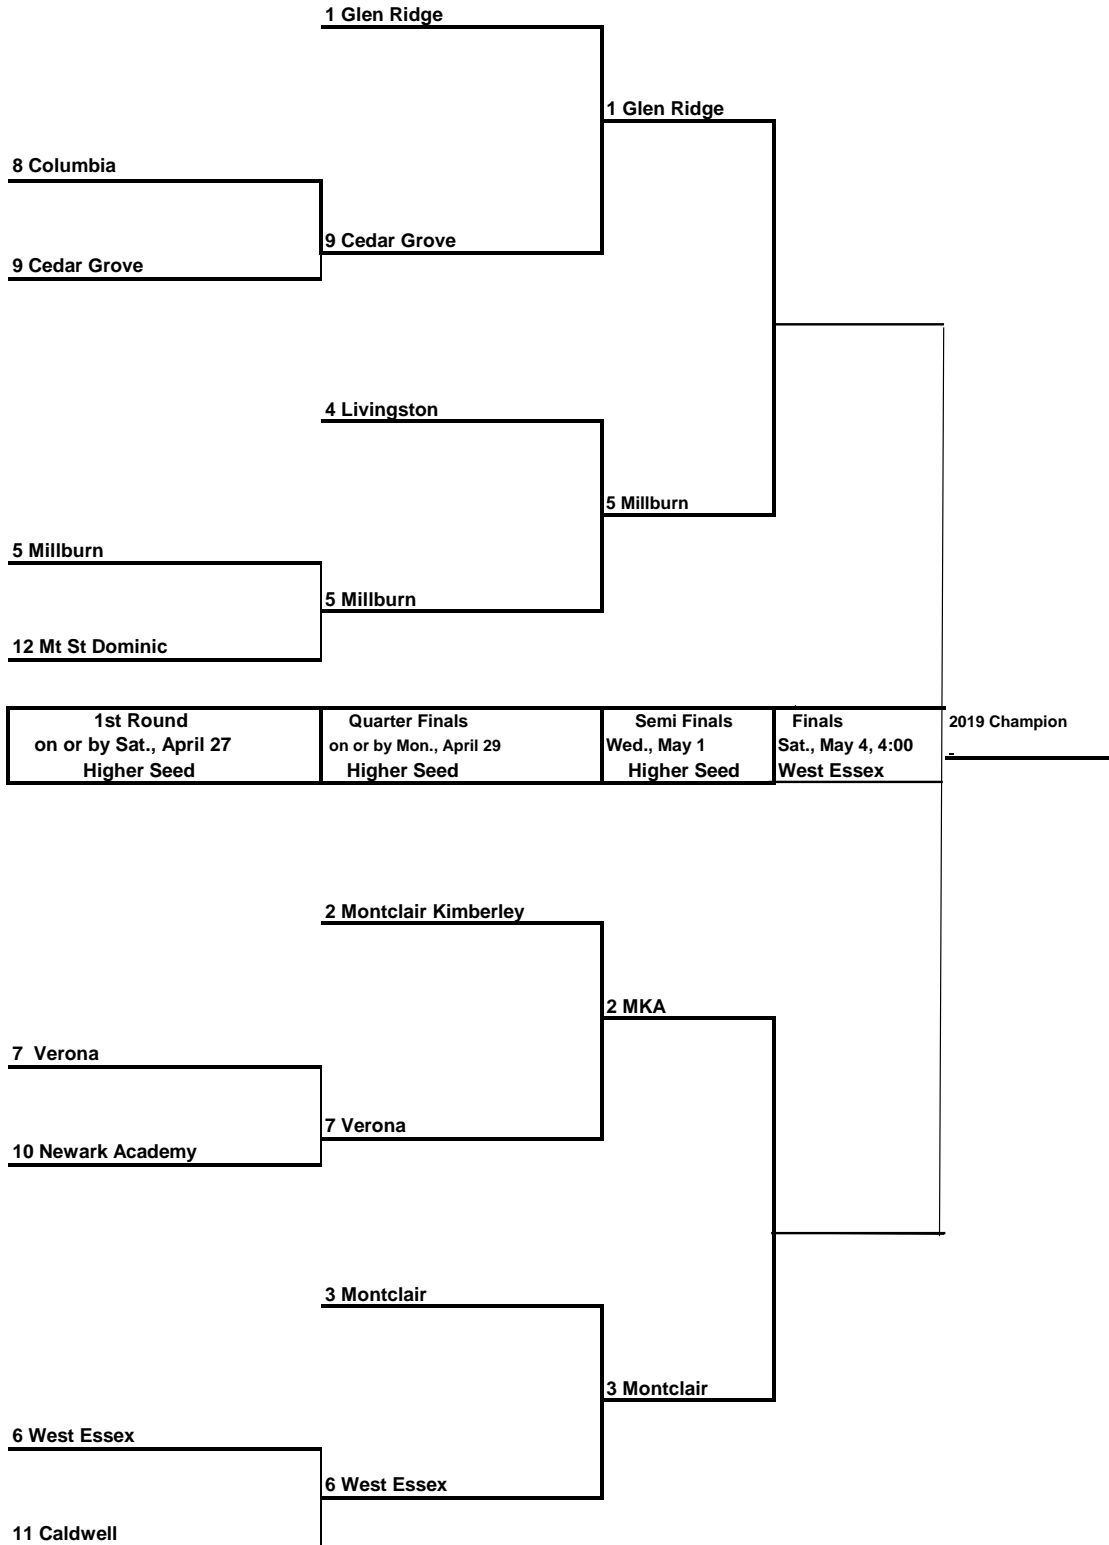 1 Glen Ridge
1 Glen Ridge
8 Columbia
9 Cedar Grove
9 Cedar Grove
4 Livingston
5 Millburn
5 Millburn
5 Millburn
12 Mt St Dominic
1st Round
on or by Sat., April 27
Higher Seed
Quarter Finals
on or by Mon., April 29
Higher Seed
Semi Finals
Wed., May 1
Higher Seed
Finals
Sat., May 4, 4:00
West Essex
2019 Champion
-
2 Montclair Kimberley
2 MKA
7 Verona
7 Verona
10 Newark Academy
3 Montclair
3 Montclair
6 West Essex
6 West Essex
11 Caldwell